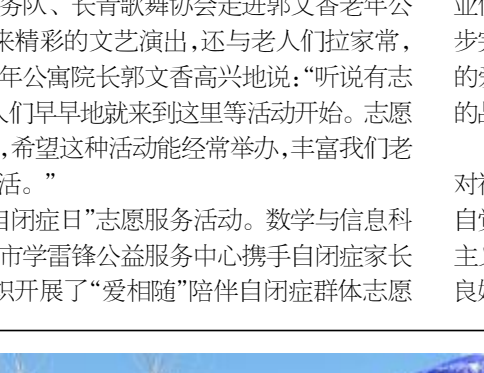 务队、长青歌舞协会走进郭文香老年公
来精彩的文艺演出,还与老人们拉家常,
年公寓院长郭文香高兴地说:“听说有志
人们早早地就来到这里等活动开始。志愿
,希望这种活动能经常举办,丰富我们老
活。”
自闭症日”志愿服务活动。数学与信息科
市学雷锋公益服务中心携手自闭症家长
织开展了“爱相随”陪伴自闭症群体志愿
步
的
的
对
自觉
主
良